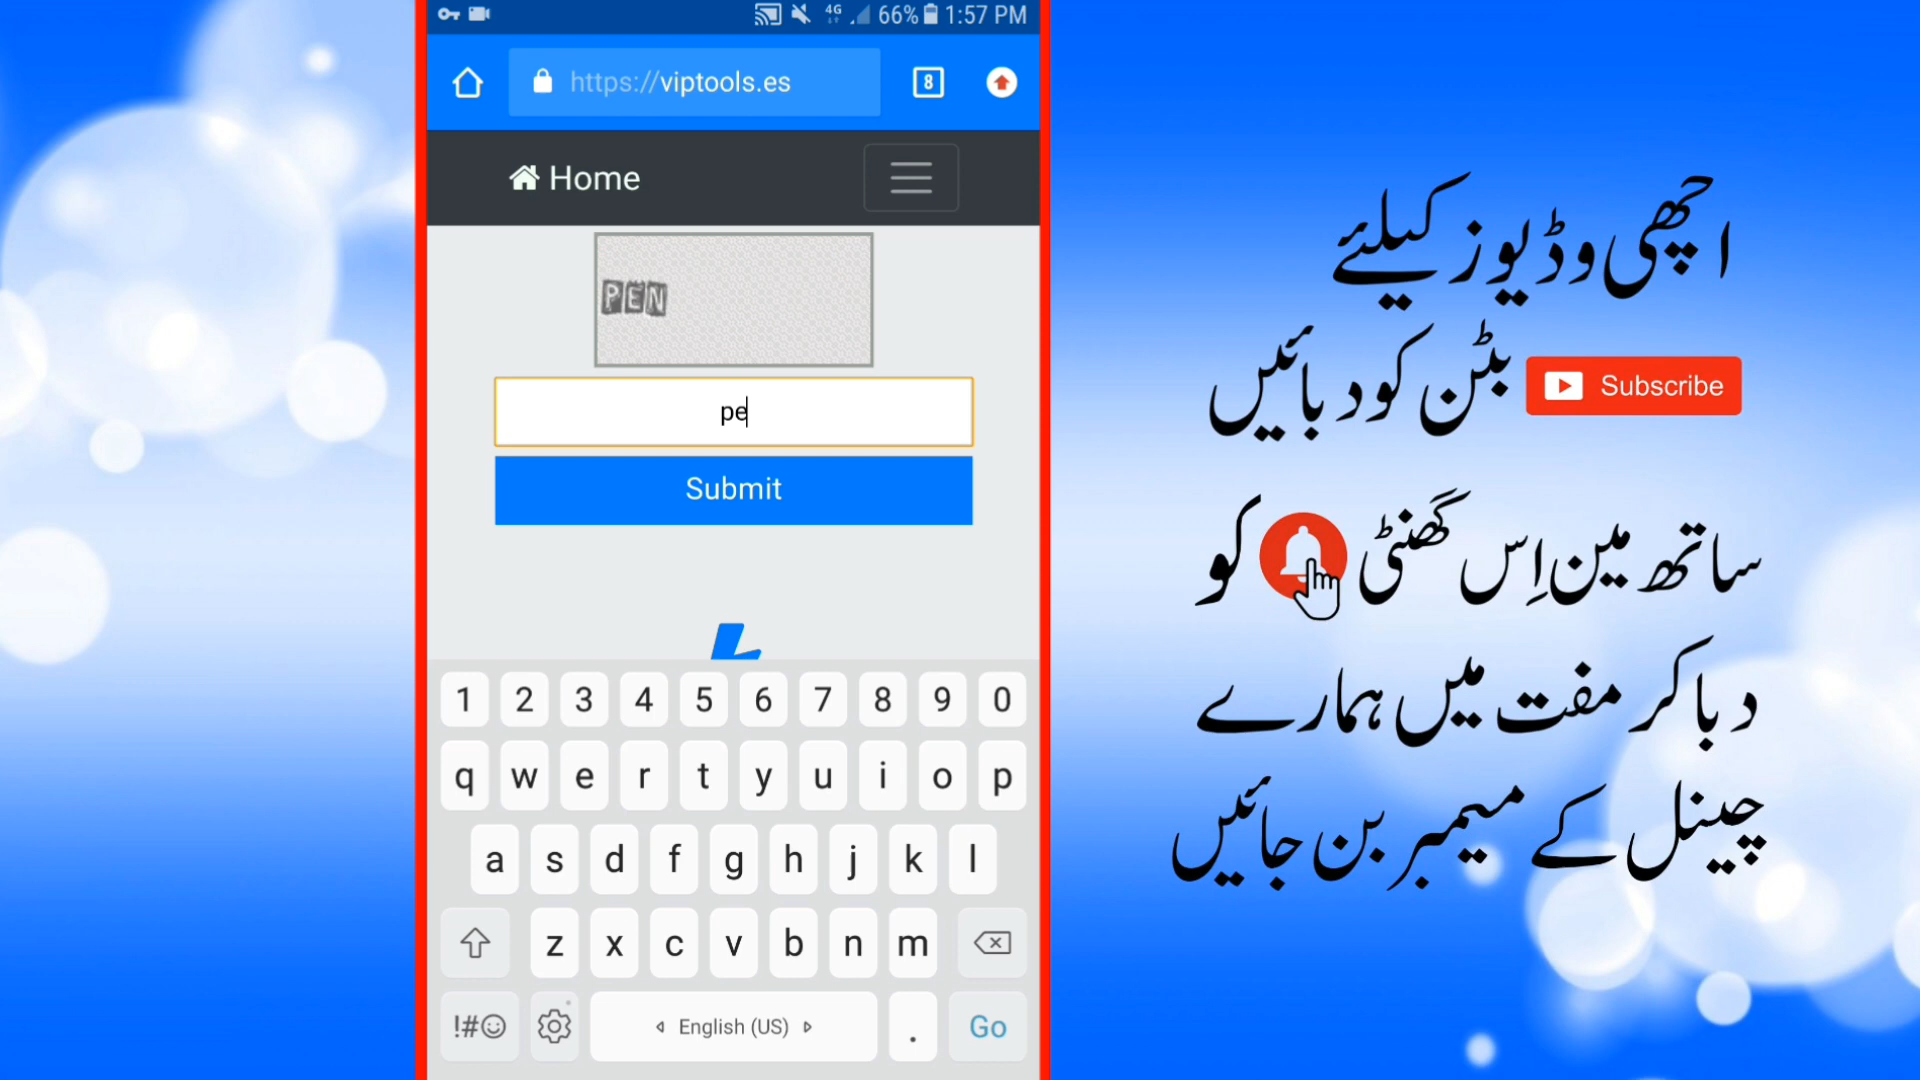 66% 1:57 PM
4G
https://viptools.es
8
Home
PEN
pe
Submit
1 2 3 4 5 6 7 8 9 0
q w e r t y u i o p
a s d f g h j k l
z x c v b n m
!#☺ English (US) . Go
اچھی وڈیوز کیلئے
Subscribe بٹن کو دبائیں
ساتھ مین اِس گھنٹی کو
دبا کر مفت میں ہمارے
چینل کے میمبر بن جائیں